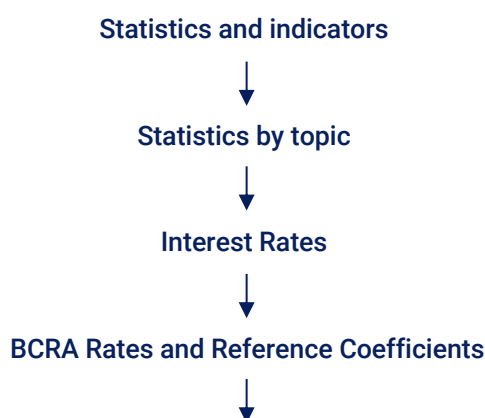 Statistics and indicators
Statistics by topic
Interest Rates
BCRA Rates and Reference Coefficients